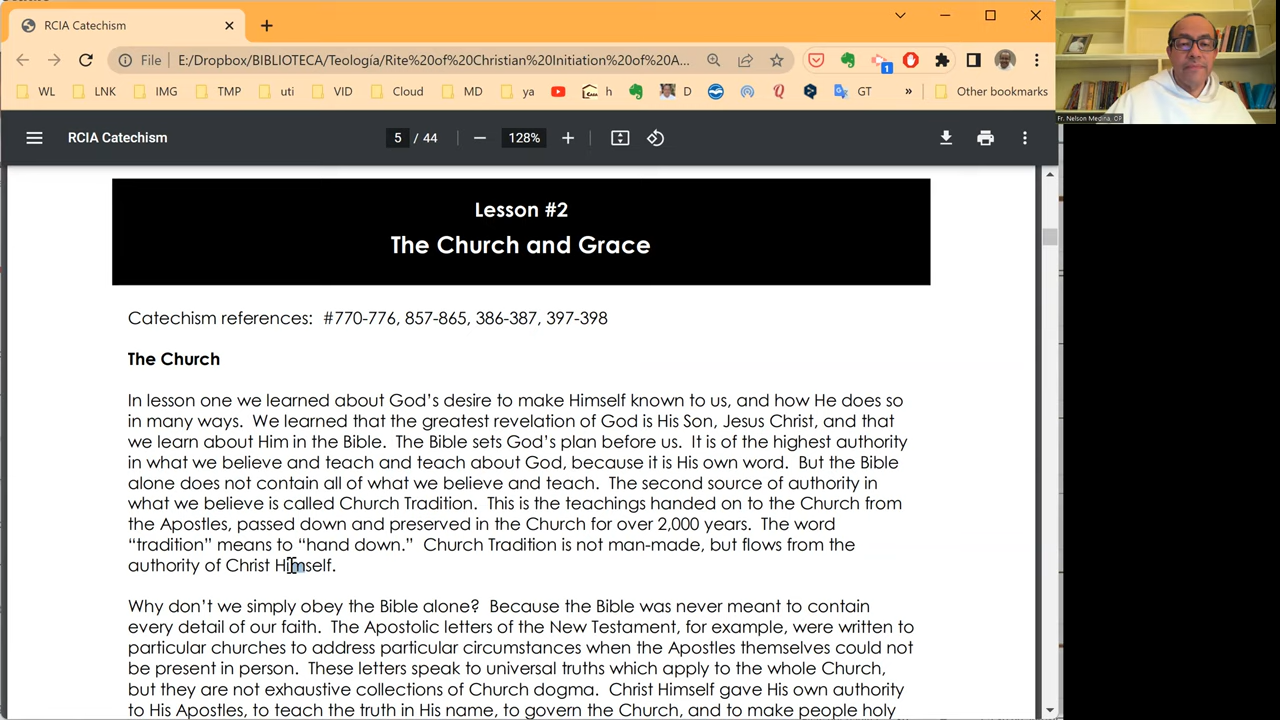 RCIA Catechism
File E:/Dropbox/BIBLIOTECA/Teología/Rite%20of%20Christian%20Initiation%20of%20A...
WL LNK IMG TMP uti VID Cloud MD ya h D GT » Other bookmarks
RCIA Catechism 5 / 44 128%
Fr. Nelson Medina, OP
Lesson #2
The Church and Grace
Catechism references: #770-776, 857-865, 386-387, 397-398
The Church
In lesson one we learned about God’s desire to make Himself known to us, and how He does so
in many ways. We learned that the greatest revelation of God is His Son, Jesus Christ, and that
we learn about Him in the Bible. The Bible sets God’s plan before us. It is of the highest authority
in what we believe and teach and teach about God, because it is His own word. But the Bible
alone does not contain all of what we believe and teach. The second source of authority in
what we believe is called Church Tradition. This is the teachings handed on to the Church from
the Apostles, passed down and preserved in the Church for over 2,000 years. The word
“tradition” means to “hand down.” Church Tradition is not man-made, but flows from the
authority of Christ Himself.
Why don’t we simply obey the Bible alone? Because the Bible was never meant to contain
every detail of our faith. The Apostolic letters of the New Testament, for example, were written to
particular churches to address particular circumstances when the Apostles themselves could not
be present in person. These letters speak to universal truths which apply to the whole Church,
but they are not exhaustive collections of Church dogma. Christ Himself gave His own authority
to His Apostles, to teach the truth in His name, to govern the Church, and to make people holy